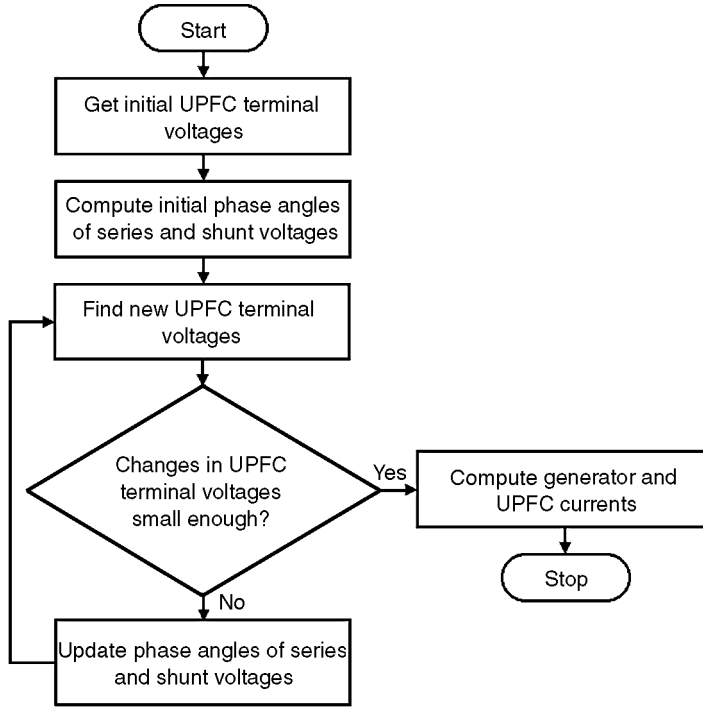 Start
Get initial UPFC terminal
voltages
Compute initial phase angles
of series and shunt voltages
Find new UPFC terminal
voltages
Changes in UPFC
terminal voltages
small enough?
Yes
Compute generator and
UPFC currents
Stop
No
Update phase angles of series
and shunt voltages